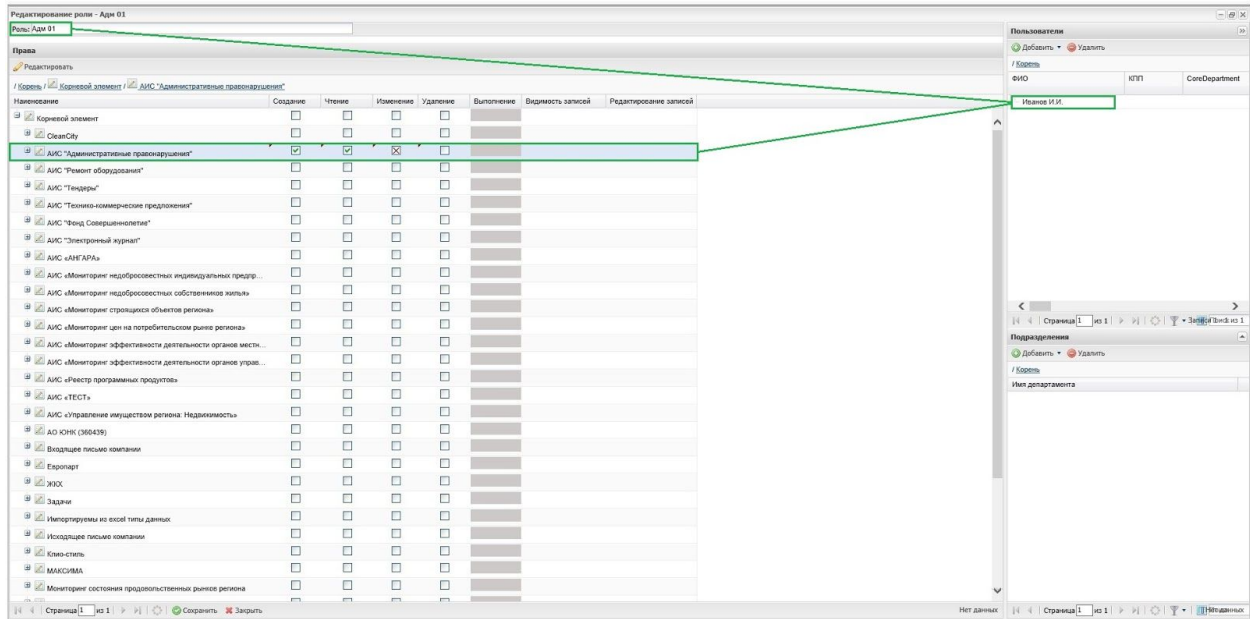 Редактирование роли - Адм 01
Роль: Адм 01
Права
Редактировать
/ Корень / Корневой элемент / АИС "Административные правонарушения"
Наименование Создание Чтение Изменение Удаление Выполнение Видимость записей Редактирование записей
Корневой элемент
CleanCity
АИС "Административные правонарушения"
АИС "Ремонт оборудования"
АИС "Тендеры"
АИС "Технико-коммерческие предложения"
АИС "Фонд Совершеннолетие"
АИС "Электронный журнал"
АИС «АНГАРА»
АИС «Мониторинг недобросовестных индивидуальных предпр...
АИС «Мониторинг недобросовестных собственников жилья»
АИС «Мониторинг строящихся объектов региона»
АИС «Мониторинг цен на потребительском рынке региона»
АИС «Мониторинг эффективности деятельности органов местн...
АИС «Мониторинг эффективности деятельности органов управ...
АИС «Реестр программных продуктов»
АИС «ТЕСТ»
АИС «Управление имуществом региона: Недвижимость»
АО ЮНК (360439)
Входящее письмо компании
Европарт
ЖКХ
Задачи
Импортируемы из excel типы данных
Исходящее письмо компании
Клио-стиль
МАКСИМА
Мониторинг состояния продовольственных рынков региона
Страница 1 из 1 Сохранить Закрыть Нет данных
Пользователи
Добавить Удалить
/ Корень
ФИО КПП CoreDepartment
Иванов И.И.
Страница 1 из 1
Подразделения
Добавить Удалить
/ Корень
Имя департамента
Страница 1 из 1